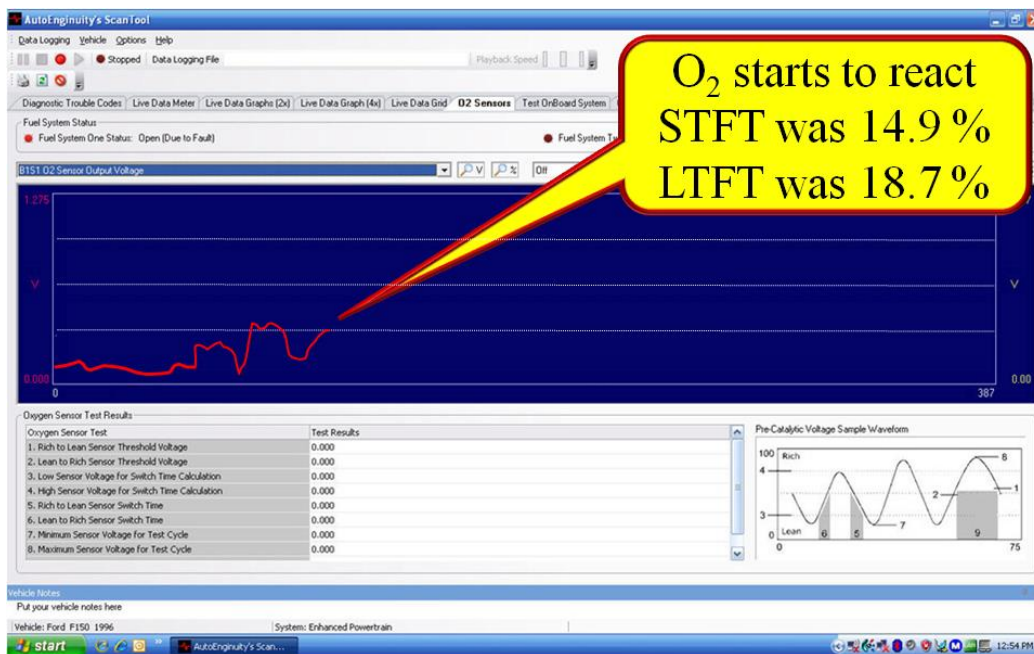 AutoEnginuity's ScanTool
Data Logging Vehicle Options Help
Stopped Data Logging File Playback Speed
O₂ starts to react
STFT was 14.9 %
LTFT was 18.7 %
Diagnostic Trouble Codes Live Data Meter Live Data Graphs (2x) Live Data Graph (4x) Live Data Grid O2 Sensors Test OnBoard System
Fuel System Status
Fuel System One Status: Open (Due to Fault) Fuel System
B1S1 O2 Sensor Output Voltage V % Off
1.275
V V
0.000 0.00
0 387
Oxygen Sensor Test Results
Oxygen Sensor Test Test Results
1. Rich to Lean Sensor Threshold Voltage 0.000
2. Lean to Rich Sensor Threshold Voltage 0.000
3. Low Sensor Voltage for Switch Time Calculation 0.000
4. High Sensor Voltage for Switch Time Calculation 0.000
5. Rich to Lean Sensor Switch Time 0.000
6. Lean to Rich Sensor Switch Time 0.000
7. Minimum Sensor Voltage for Test Cycle 0.000
8. Maximum Sensor Voltage for Test Cycle 0.000
Pre-Catalytic Voltage Sample Waveform
100 Rich 8
4
2 1
3
7
0 Lean 6 5 9
0 75
Vehicle Notes
Put your vehicle notes here
Vehicle: Ford F150 1996 System: Enhanced Powertrain
start AutoEnginuity's Scan... 12:54 PM